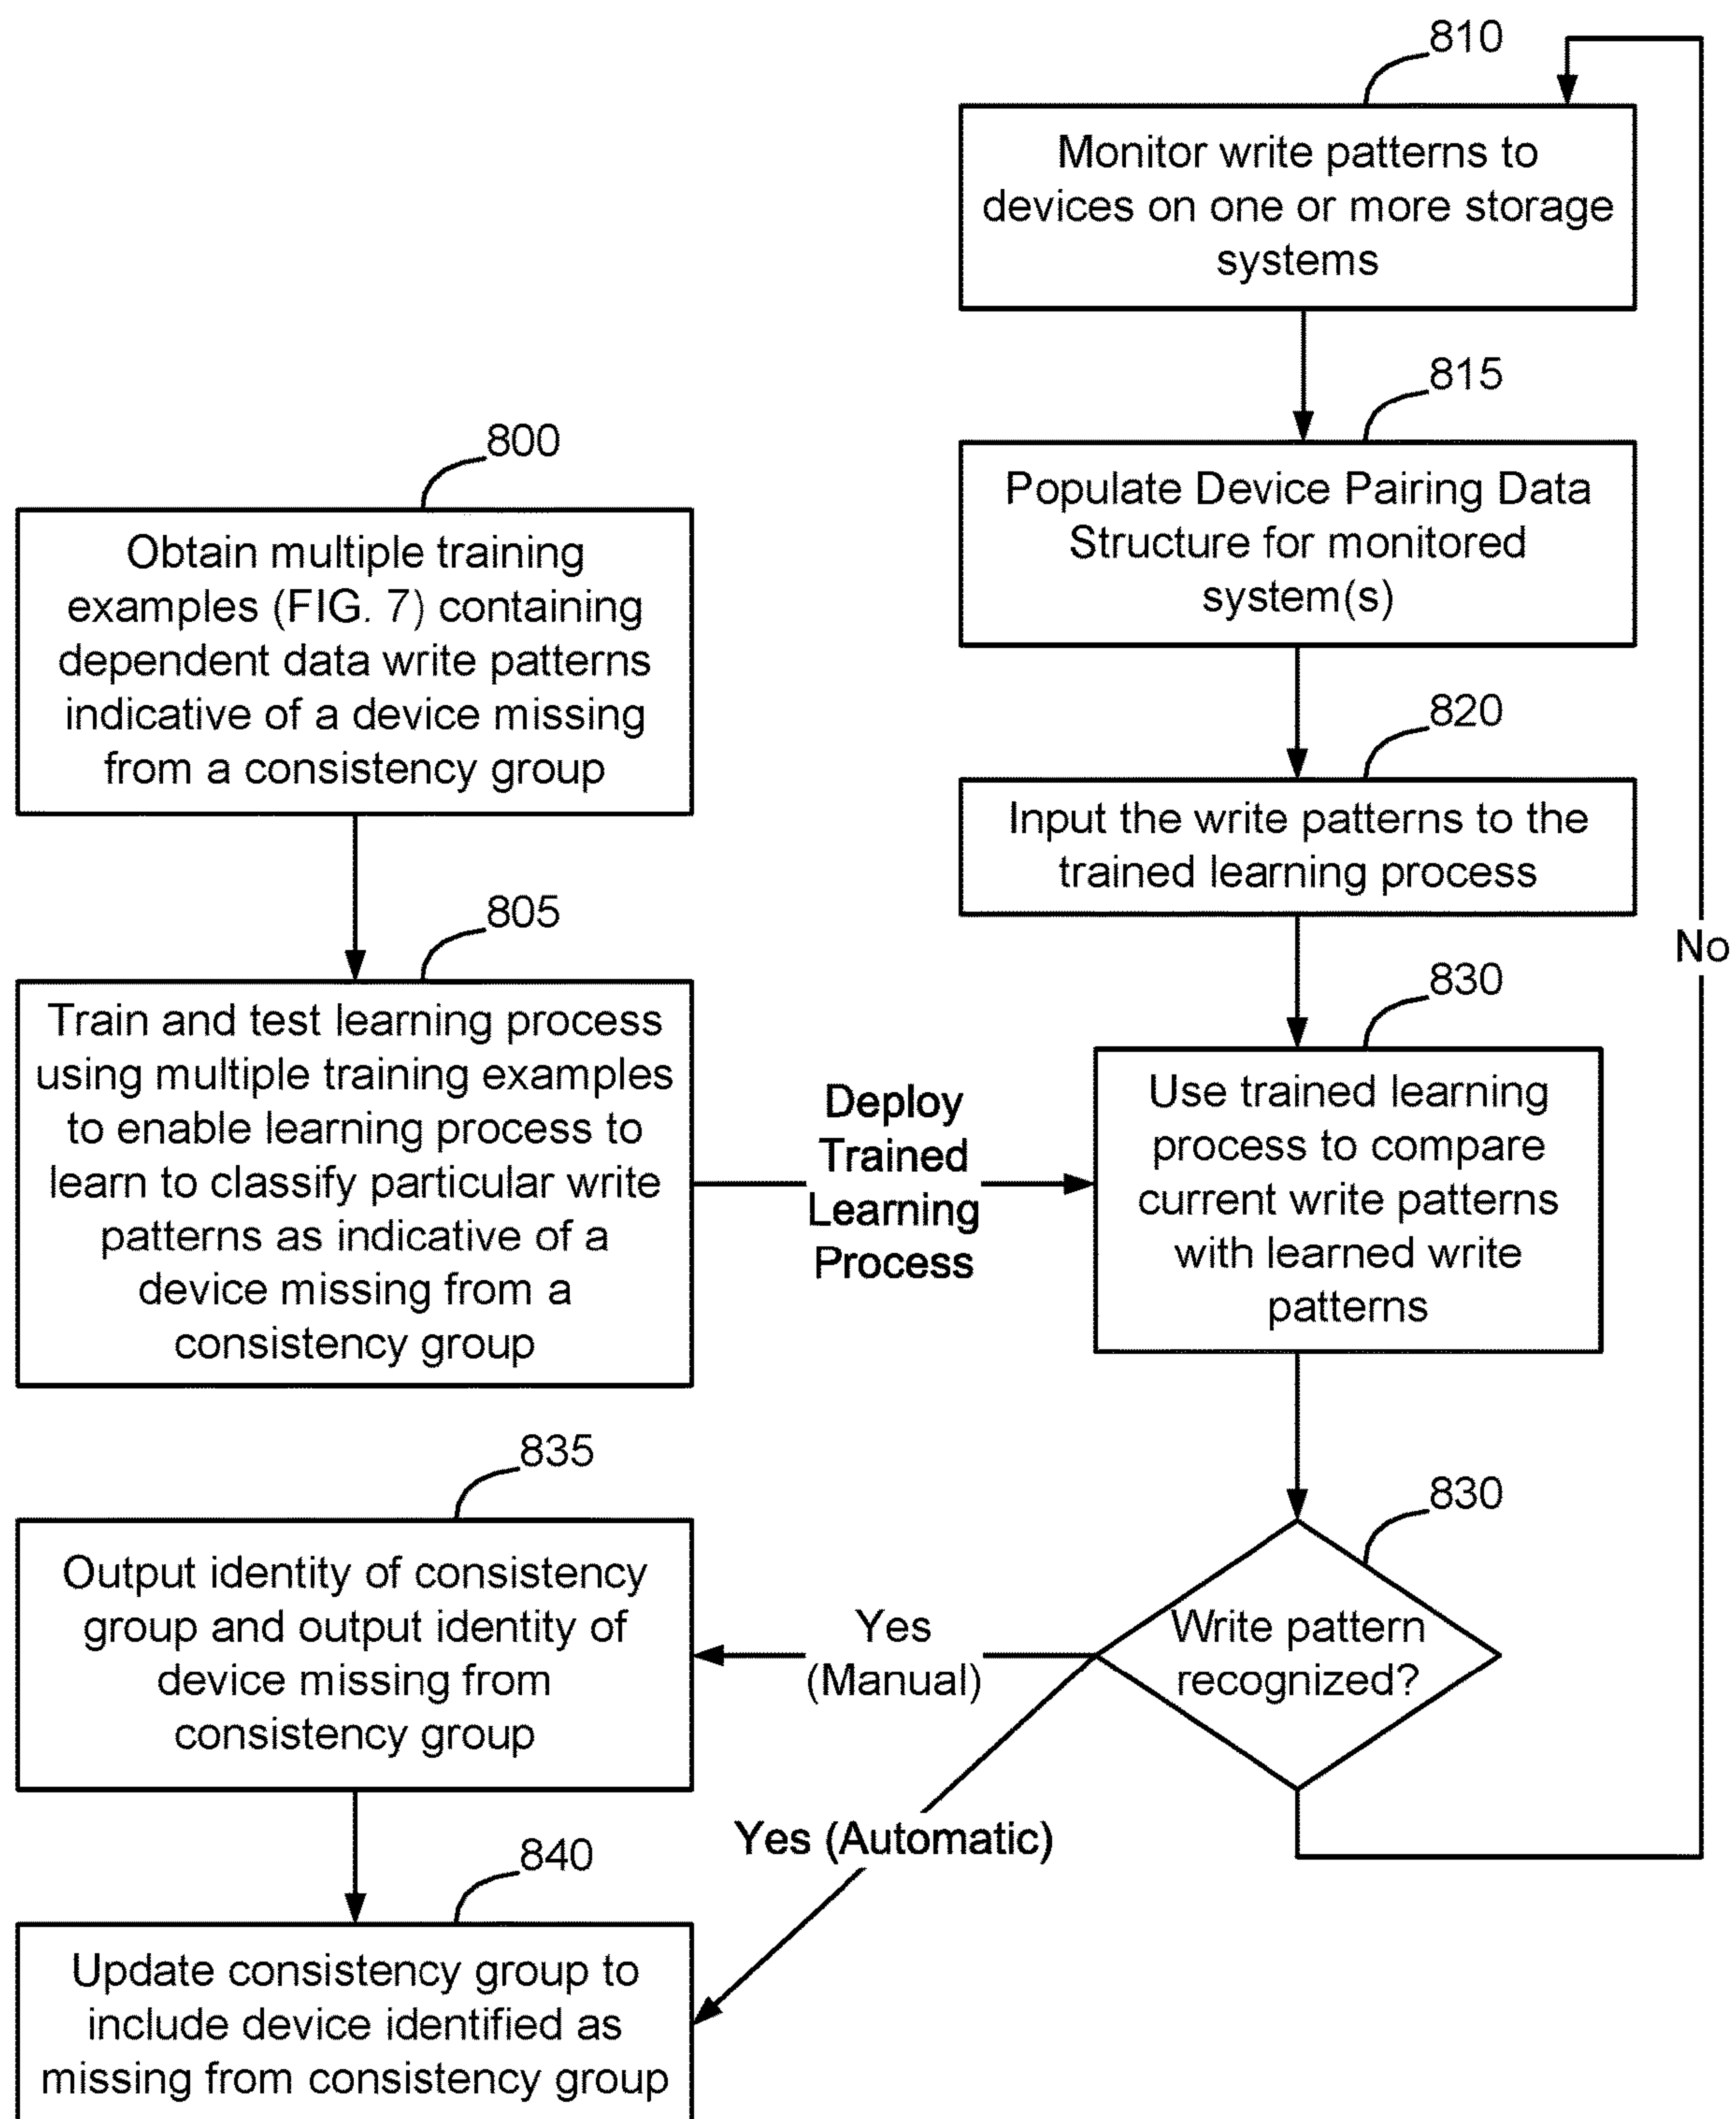 810
Monitor write patterns to
devices on one or more storage
systems
815
Populate Device Pairing Data
Structure for monitored
system(s)
800
Obtain multiple training
examples (FIG. 7) containing
dependent data write patterns
indicative of a device missing
from a consistency group
820
Input the write patterns to the
trained learning process
No
805
Train and test learning process
using multiple training examples
to enable learning process to
learn to classify particular write
patterns as indicative of a
device missing from a
consistency group
Deploy
Trained
Learning
Process
830
Use trained learning
process to compare
current write patterns
with learned write
patterns
830
Write pattern
recognized?
Yes
(Manual)
835
Output identity of consistency
group and output identity of
device missing from
consistency group
Yes (Automatic)
840
Update consistency group to
include device identified as
missing from consistency group